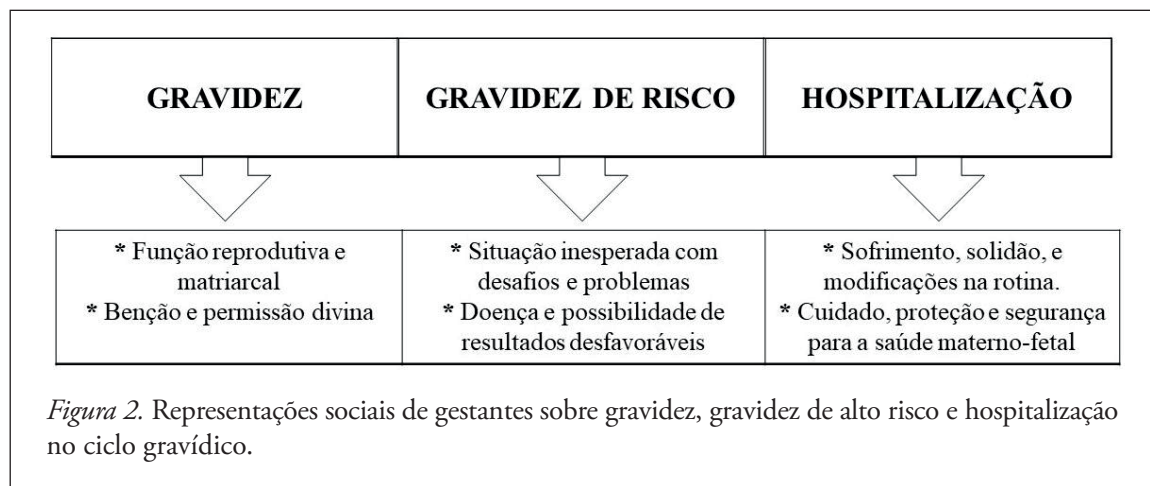 GRAVIDEZ
GRAVIDEZ DE RISCO
HOSPITALIZAÇÃO
* Função reprodutiva e
matriarcal
* Benção e permissão divina
* Situação inesperada com
desafios e problemas
* Doença e possibilidade de
resultados desfavoráveis
* Sofrimento, solidão, e
modificações na rotina.
* Cuidado, proteção e segurança
para a saúde materno-fetal
Figura 2. Representações sociais de gestantes sobre gravidez, gravidez de alto risco e hospitalização
no ciclo gravídico.